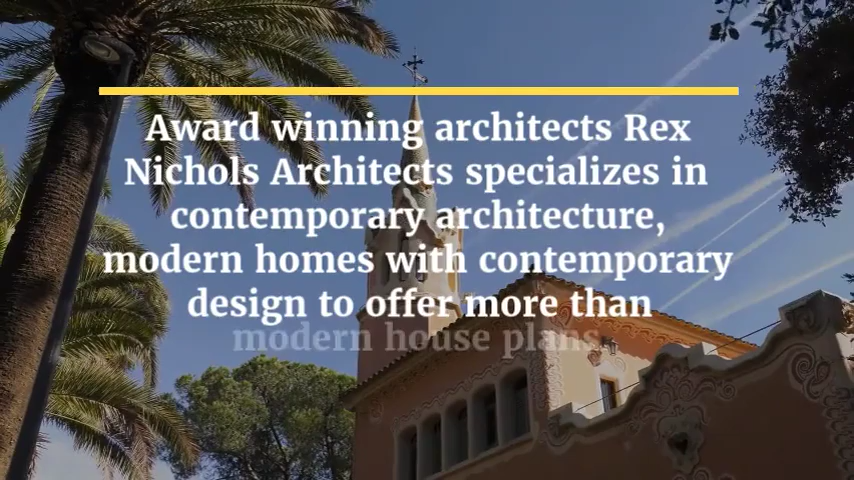 Award winning architects Rex
Nichols Architects specializes in
contemporary architecture,
modern homes with contemporary
design to offer more than
modern house plans.